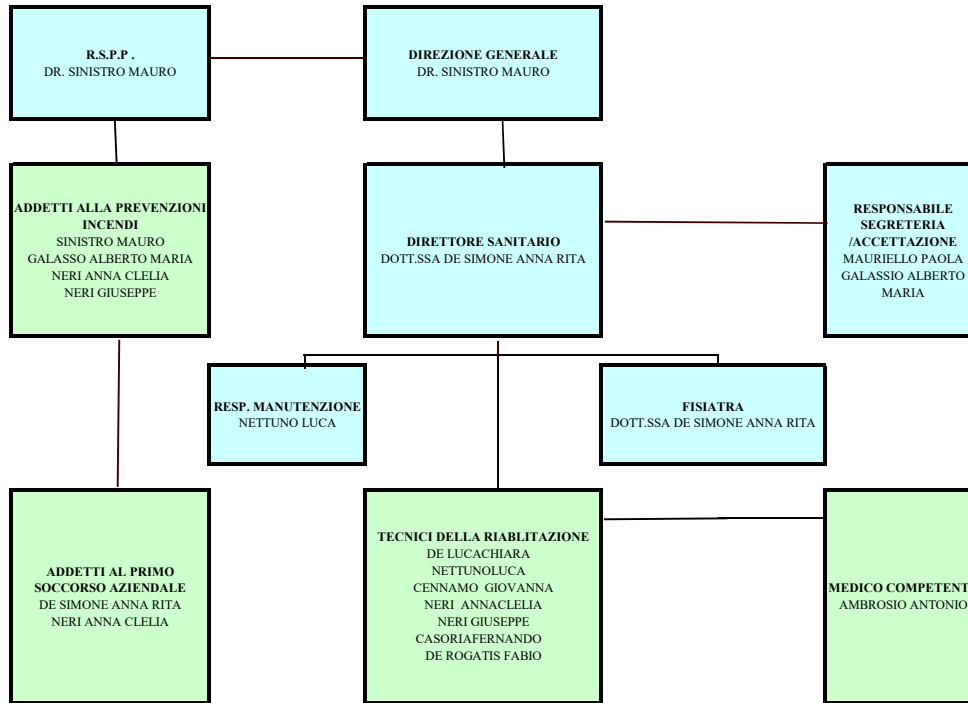 R.S.P.P .
DR. SINISTRO MAURO
DIREZIONE GENERALE
DR. SINISTRO MAURO
ADDETTI ALLA PREVENZIONI
INCENDI
SINISTRO MAURO
GALASSO ALBERTO MARIA
NERI ANNA CLELIA
NERI GIUSEPPE
DIRETTORE SANITARIO
DOTT.SSA DE SIMONE ANNA RITA
RESPONSABILE
SEGRETERIA
/ACCETTAZIONE
MAURIELLO PAOLA
GALASSIO ALBERTO
MARIA
RESP. MANUTENZIONE
NETTUNO LUCA
FISIATRA
DOTT.SSA DE SIMONE ANNA RITA
ADDETTI AL PRIMO
SOCCORSO AZIENDALE
DE SIMONE ANNA RITA
NERI ANNA CLELIA
TECNICI DELLA RIABLITAZIONE
DE LUCACHIARA
NETTUNOLUCA
CENNAMO GIOVANNA
NERI ANNACLELIA
NERI GIUSEPPE
CASORIAFERNANDO
DE ROGATIS FABIO
MEDICO COMPETENT
AMBROSIO ANTONIO